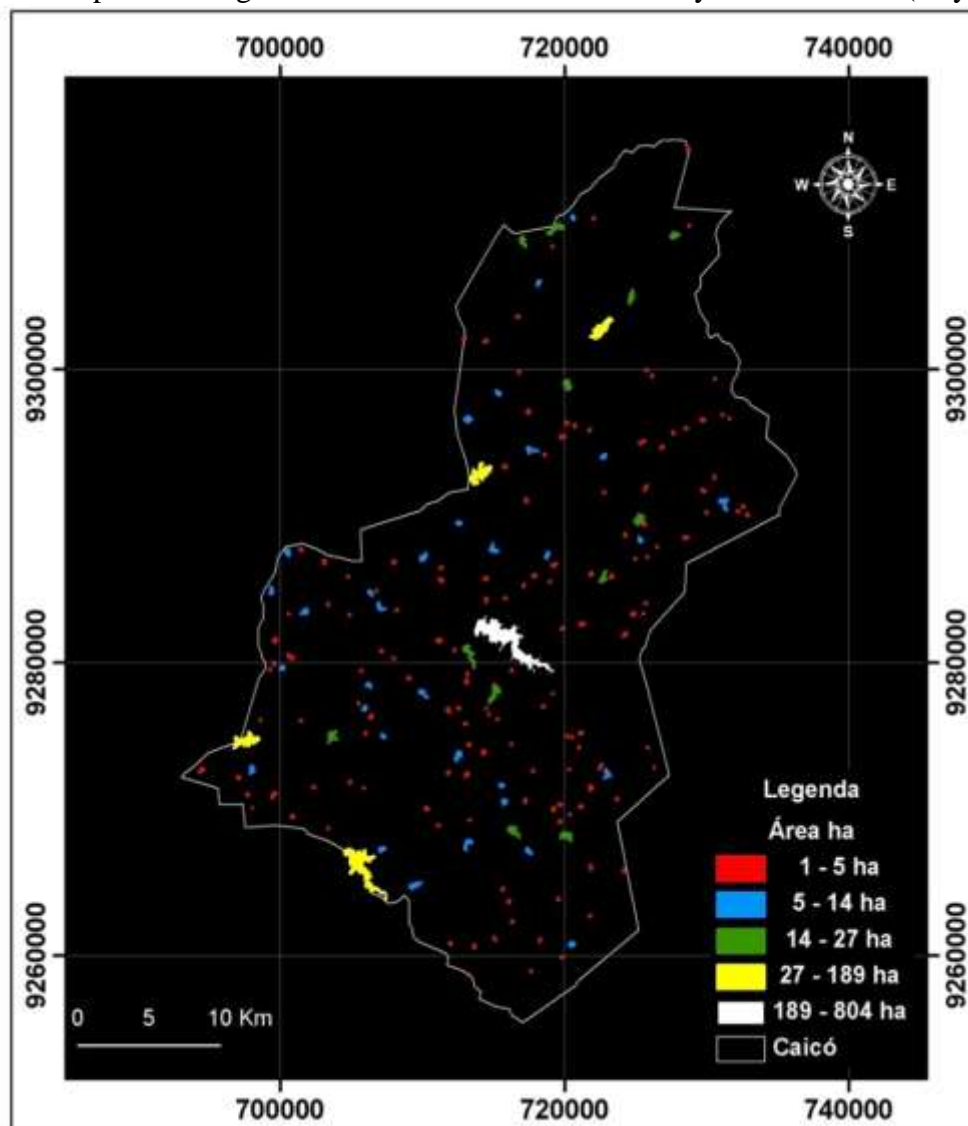 700000 720000 740000
N
W E
S
9300000 9300000
9280000 9280000
Legenda
Área ha
1 - 5 ha
5 - 14 ha
14 - 27 ha
27 - 189 ha
189 - 804 ha
Caicó
9260000 9260000
0 5 10 Km
700000 720000 740000